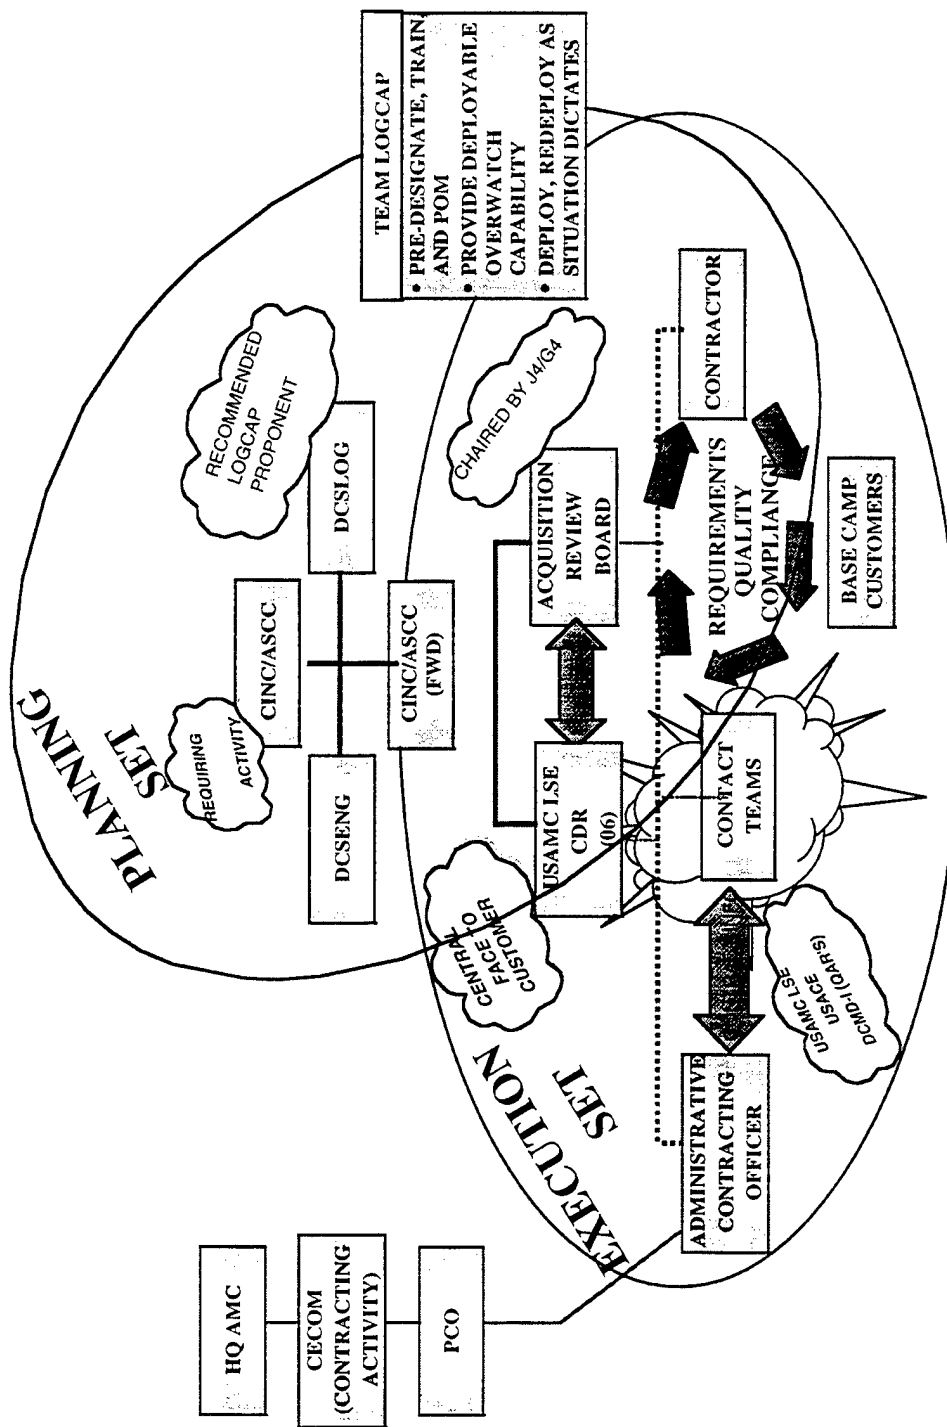 PLANNING
SET
HQ AMC
CECOM
(CONTRACTING
ACTIVITY)
PCO
REQUIRING
ACTIVITY
CINC/ASCC
RECOMMENDED
LOGCAP
PROPONENT
DCSENG
DCSLOG
CINC/ASCC
(FWD)
TEAM LOGCAP
• PRE-DESIGNATE, TRAIN
AND POM
• PROVIDE DEPLOYABLE
OVERWATCH
CAPABILITY
• DEPLOY, REDEPLOY AS
SITUATION DICTATES
EXECUTION
SET
CENTRAL
FACE TO
CUSTOMER
CHAIRED BY J4/G4
USAMC LSE
CDR
(06)
ACQUISITION
REVIEW
BOARD
ADMINISTRATIVE
CONTRACTING
OFFICER
CONTACT
TEAMS
REQUIREMENTS
QUALITY
COMPLIANCE
CONTRACTOR
USAMC LSE
USACE
DCMD-I (QARS)
BASE CAMP
CUSTOMERS